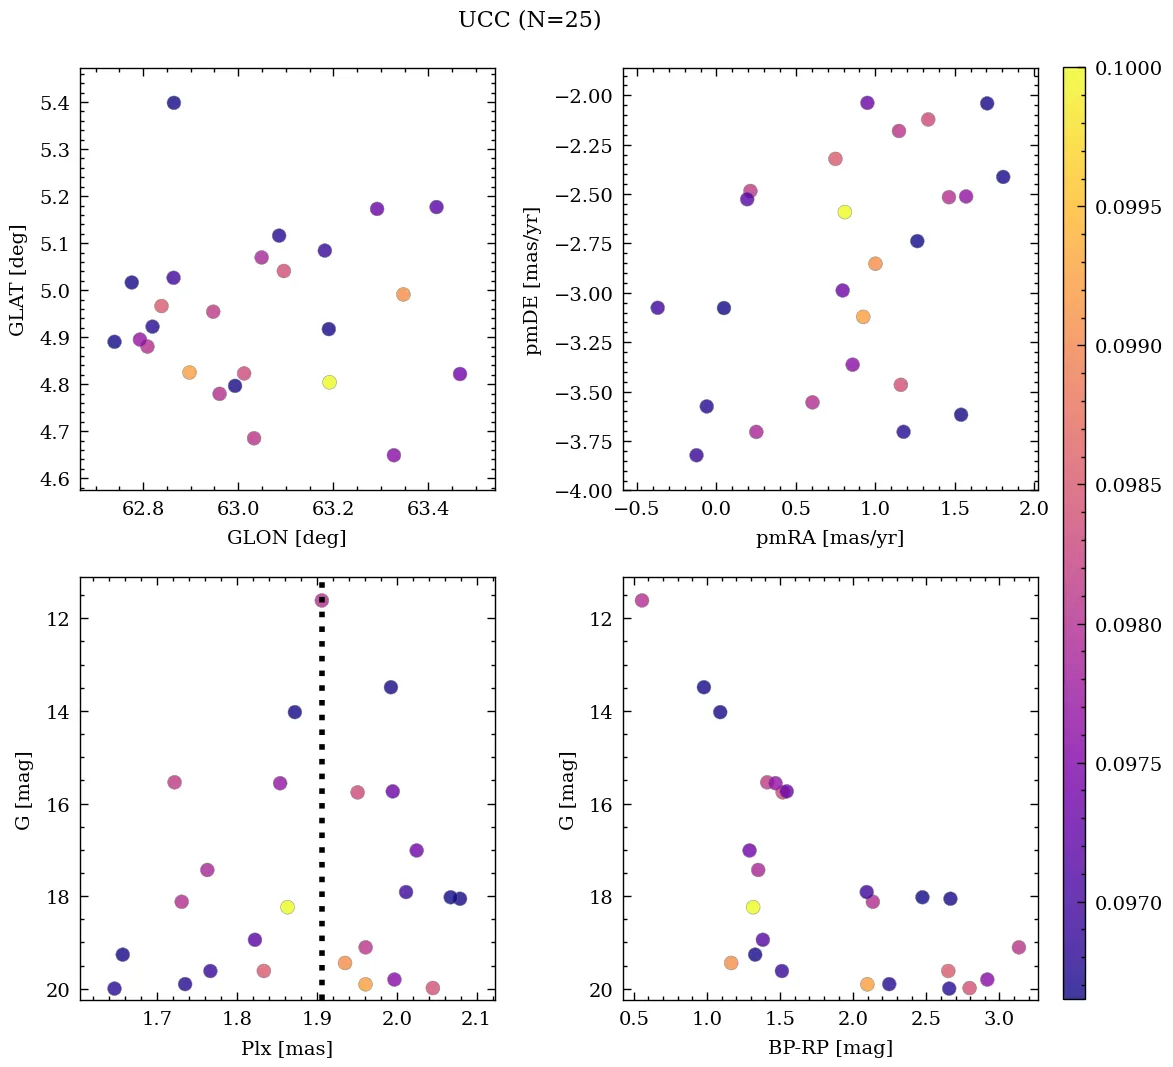 UCC (N=25)
5.4
5.3
5.2
5.1
5.0
4.9
4.8
4.7
4.6
GLAT [deg]
62.8 63.0 63.2 63.4
GLON [deg]
−2.00
−2.25
−2.50
−2.75
−3.00
−3.25
−3.50
−3.75
−4.00
pmDE [mas/yr]
−0.5 0.0 0.5 1.0 1.5 2.0
pmRA [mas/yr]
0.1000
0.0995
0.0990
0.0985
0.0980
0.0975
0.0970
12
14
16
18
20
G [mag]
1.7 1.8 1.9 2.0 2.1
Plx [mas]
12
14
16
18
20
G [mag]
0.5 1.0 1.5 2.0 2.5 3.0
BP-RP [mag]